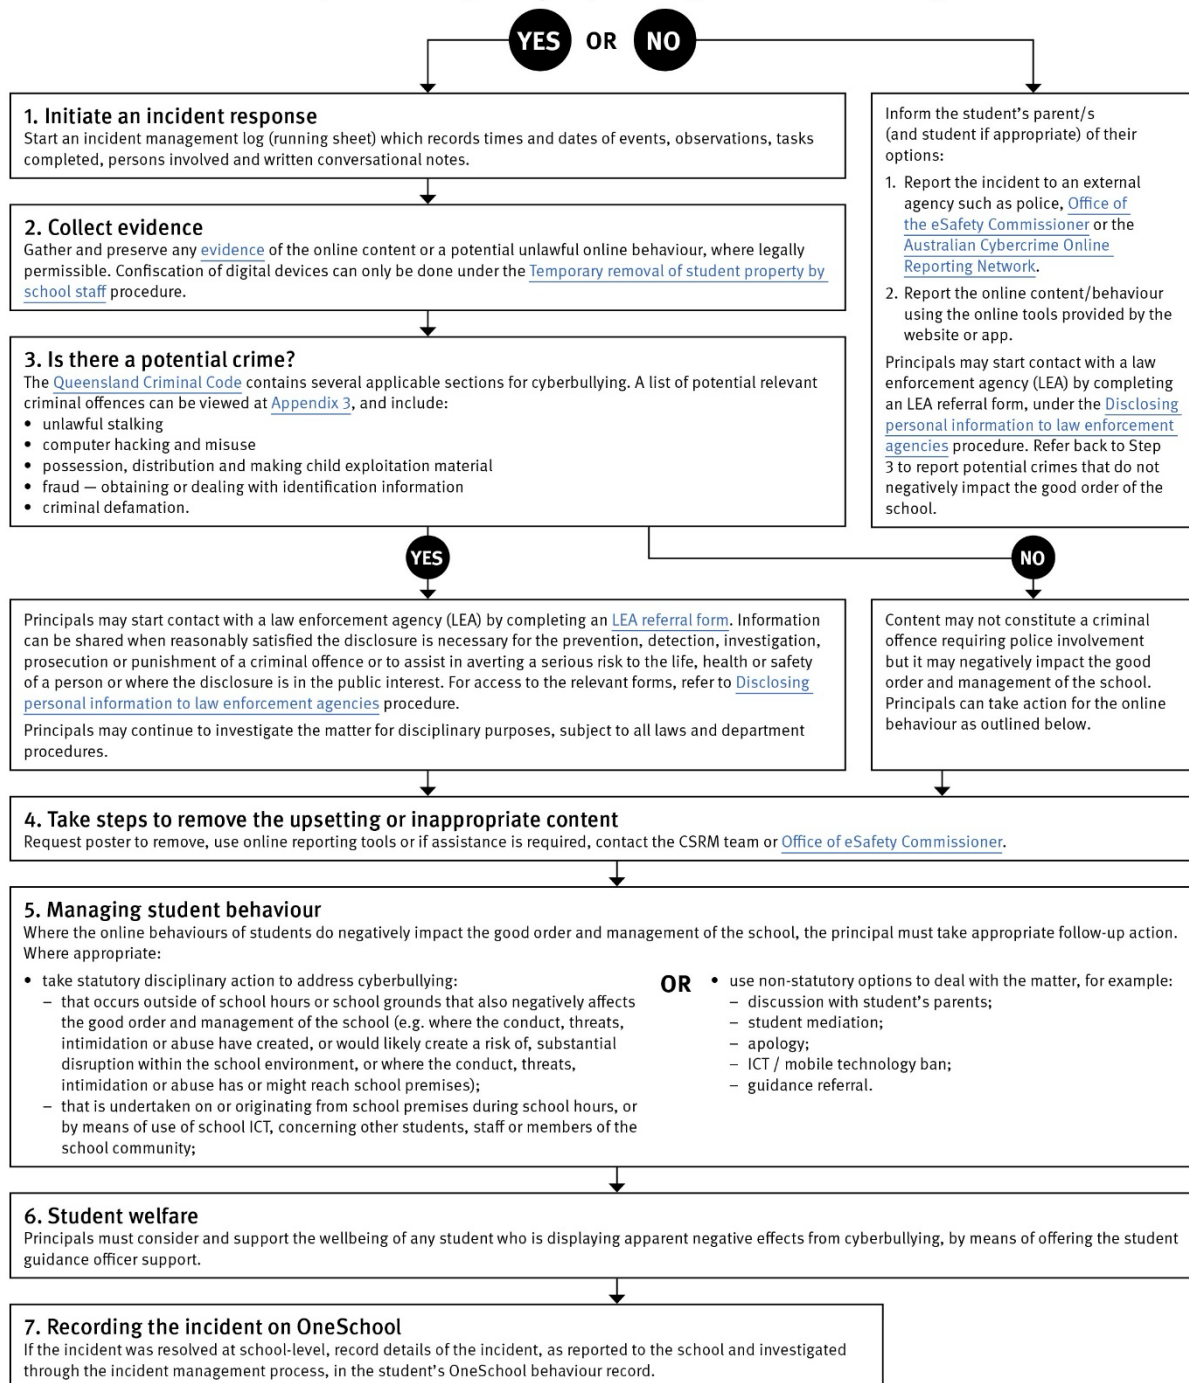 YES OR NO
1. Initiate an incident response
Start an incident management log (running sheet) which records times and dates of events, observations, tasks
completed, persons involved and written conversational notes.
2. Collect evidence
Gather and preserve any evidence of the online content or a potential unlawful online behaviour, where legally
permissible. Confiscation of digital devices can only be done under the Temporary removal of student property by
school staff procedure.
3. Is there a potential crime?
The Queensland Criminal Code contains several applicable sections for cyberbullying. A list of potential relevant
criminal offences can be viewed at Appendix 3, and include:
• unlawful stalking
• computer hacking and misuse
• possession, distribution and making child exploitation material
• fraud — obtaining or dealing with identification information
• criminal defamation.
Inform the student's parent/s
(and student if appropriate) of their
options:
1. Report the incident to an external
agency such as police, Office of
the eSafety Commissioner or the
Australian Cybercrime Online
Reporting Network.
2. Report the online content/behaviour
using the online tools provided by the
website or app.
Principals may start contact with a law
enforcement agency (LEA) by completing
an LEA referral form, under the Disclosing
personal information to law enforcement
agencies procedure. Refer back to Step
3 to report potential crimes that do not
negatively impact the good order of the
school.
YES
NO
Principals may start contact with a law enforcement agency (LEA) by completing an LEA referral form. Information
can be shared when reasonably satisfied the disclosure is necessary for the prevention, detection, investigation,
prosecution or punishment of a criminal offence or to assist in averting a serious risk to the life, health or safety
of a person or where the disclosure is in the public interest. For access to the relevant forms, refer to Disclosing
personal information to law enforcement agencies procedure.
Principals may continue to investigate the matter for disciplinary purposes, subject to all laws and department
procedures.
Content may not constitute a criminal
offence requiring police involvement
but it may negatively impact the good
order and management of the school.
Principals can take action for the online
behaviour as outlined below.
4. Take steps to remove the upsetting or inappropriate content
Request poster to remove, use online reporting tools or if assistance is required, contact the CSRM team or Office of eSafety Commissioner.
5. Managing student behaviour
Where the online behaviours of students do negatively impact the good order and management of the school, the principal must take appropriate follow-up action.
Where appropriate:
• take statutory disciplinary action to address cyberbullying:
– that occurs outside of school hours or school grounds that also negatively affects
the good order and management of the school (e.g. where the conduct, threats,
intimidation or abuse have created, or would likely create a risk of, substantial
disruption within the school environment, or where the conduct, threats,
intimidation or abuse has or might reach school premises);
– that is undertaken on or originating from school premises during school hours, or
by means of use of school ICT, concerning other students, staff or members of the
school community;
OR
• use non-statutory options to deal with the matter, for example:
– discussion with student's parents;
– student mediation;
– apology;
– ICT / mobile technology ban;
– guidance referral.
6. Student welfare
Principals must consider and support the wellbeing of any student who is displaying apparent negative effects from cyberbullying, by means of offering the student
guidance officer support.
7. Recording the incident on OneSchool
If the incident was resolved at school-level, record details of the incident, as reported to the school and investigated
through the incident management process, in the student's OneSchool behaviour record.